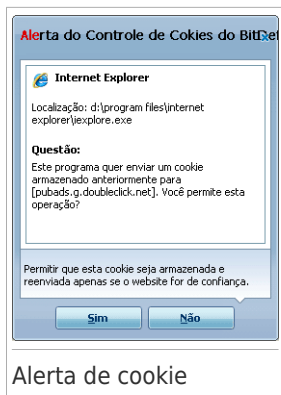 Alerta do Controle de Cokies do BitDef
Internet Explorer
Localização: d:\program files\internet
explorer\iexplore.exe
Questão:
Este programa quer enviar um cookie
armazenado anteriormente para
[pubads.g.doubleclick.net]. Você permite esta
operação?
Permitir que esta cookie seja armazenada e
reenviada apenas se o website for de confiança.
Sim
Não
Alerta de cookie